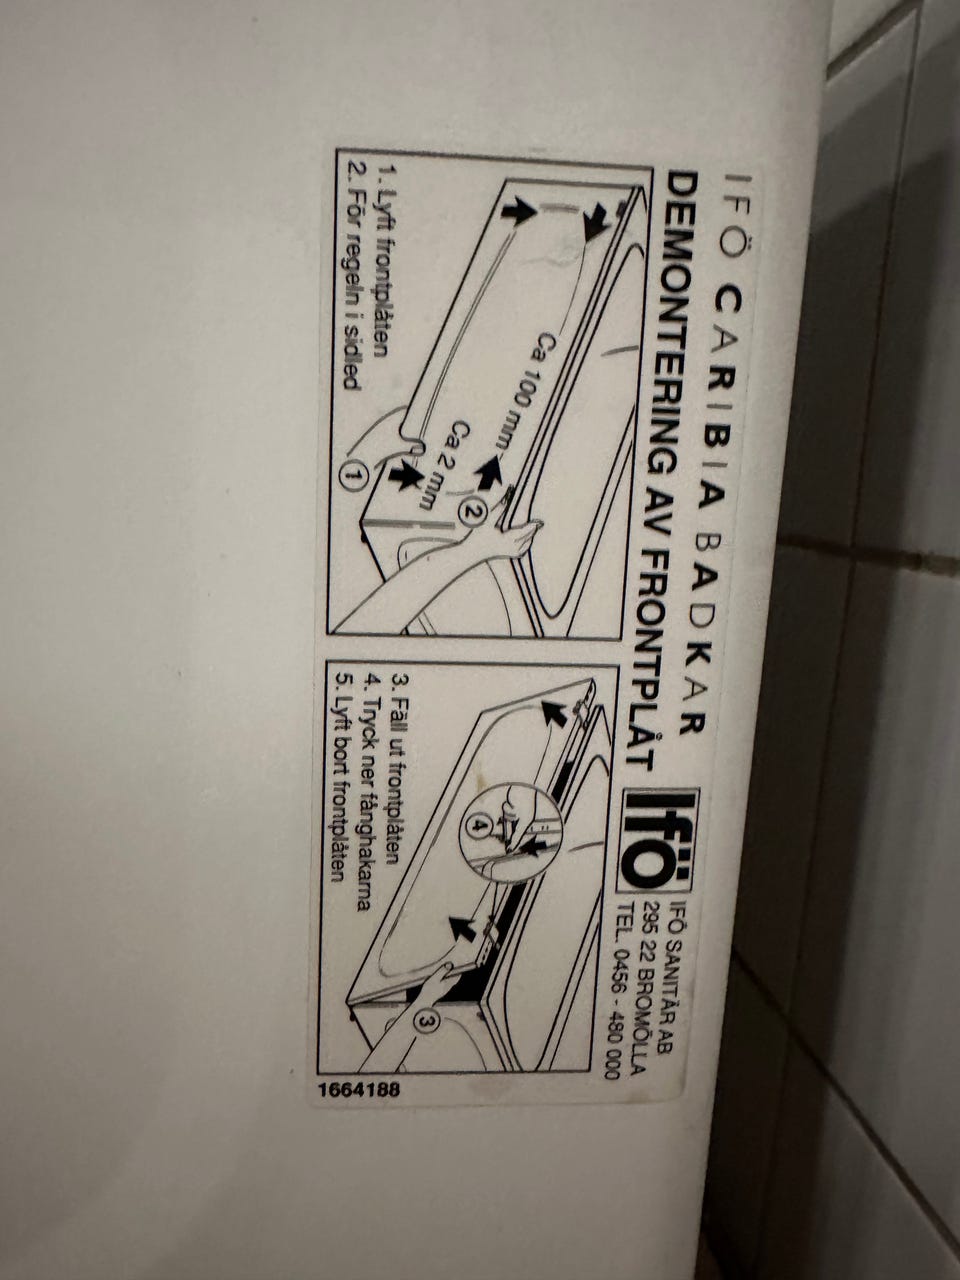 IFÖ CARIBIA BADKAR
DEMONTERING AV FRONTPLÅT
Ifö
IFÖ SANITÄR AB
295 22 BROMÖLLA
TEL. 0456 - 480 000
Ca 100 mm
Ca 2 mm
2
1
1. Lyft frontplåten
2. För regeln i sidled
4
3
3. Fäll ut frontplåten
4. Tryck ner fånghakarna
5. Lyft bort frontplåten
1664188